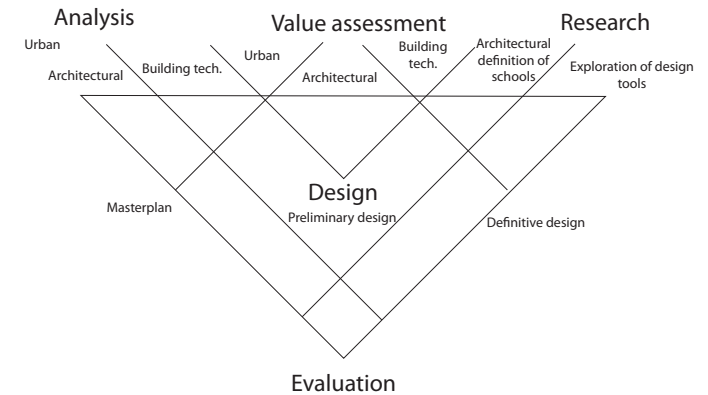 Analysis
Value assessment
Research
Urban
Architectural
Building tech.
Urban
Architectural
Building
tech.
Architectural
definition of
schools
Exploration of design
tools
Design
Preliminary design
Masterplan
Definitive design
Evaluation